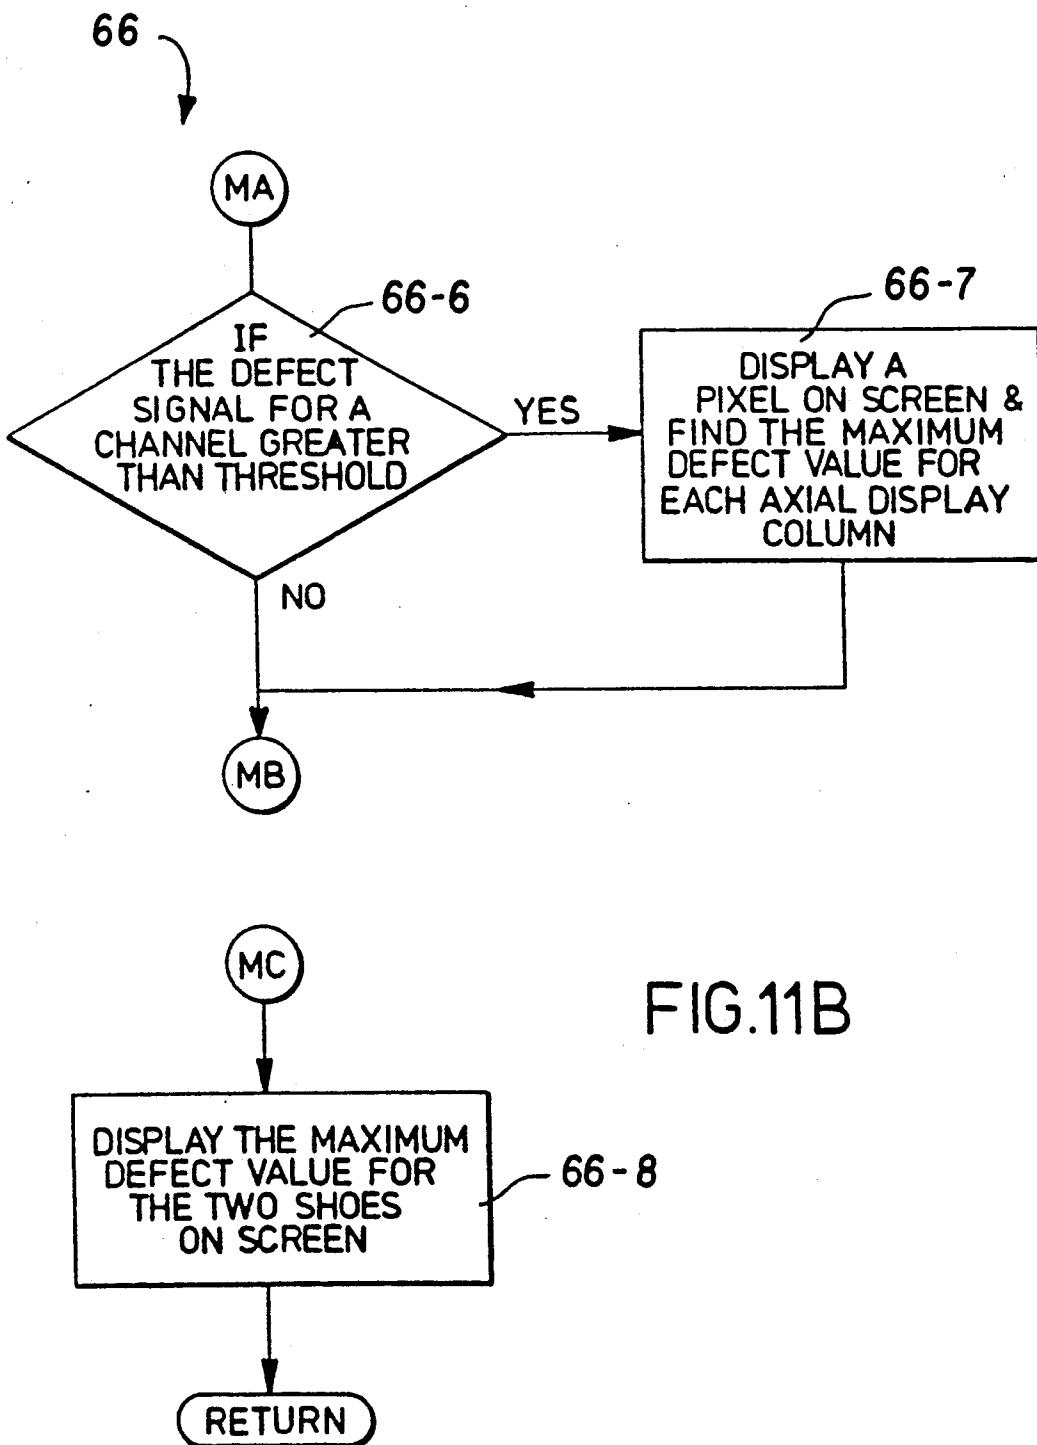 66
MA
66-6
IF
THE DEFECT
SIGNAL FOR A
CHANNEL GREATER
THAN THRESHOLD
YES
66-7
DISPLAY A
PIXEL ON SCREEN &
FIND THE MAXIMUM
DEFECT VALUE FOR
EACH AXIAL DISPLAY
COLUMN
NO
MB
MC
FIG.11B
DISPLAY THE MAXIMUM
DEFECT VALUE FOR
THE TWO SHOES
ON SCREEN
66-8
RETURN